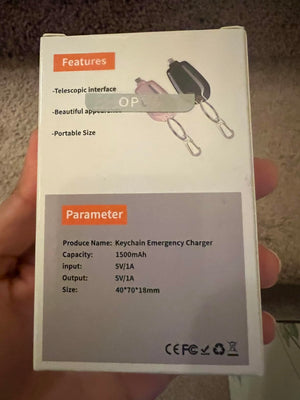 Features
-Telescopic interface
-Beautiful appearance
-Portable Size
Parameter
Produce Name: Keychain Emergency Charger
Capacity: 1500mAh
input: 5V/1A
Output: 5V/1A
Size: 40*70*18mm
CE FC